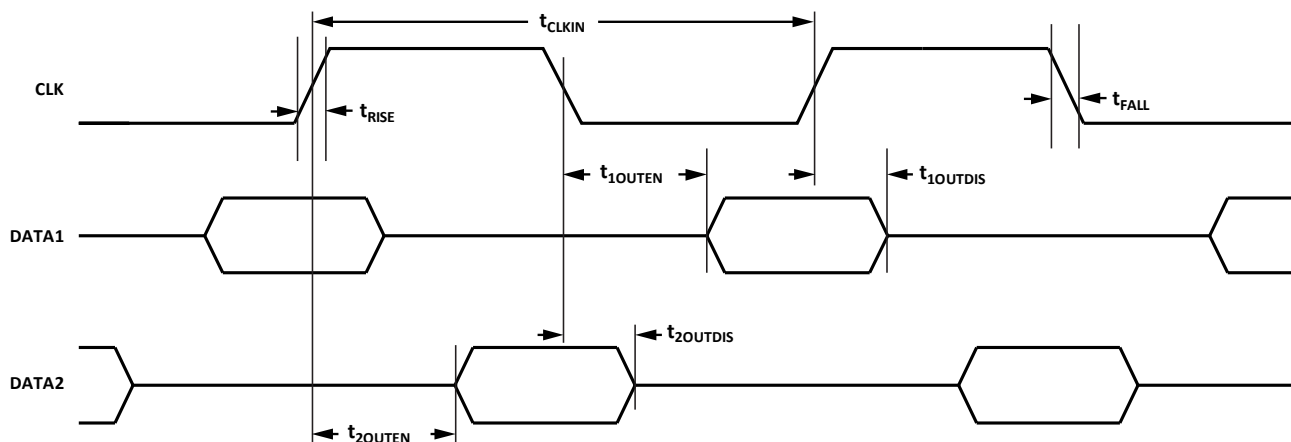 tCLKIN
CLK
tRISE
tFALL
t1OUTEN
t1OUTDIS
DATA1
t2OUTDIS
DATA2
t2OUTEN